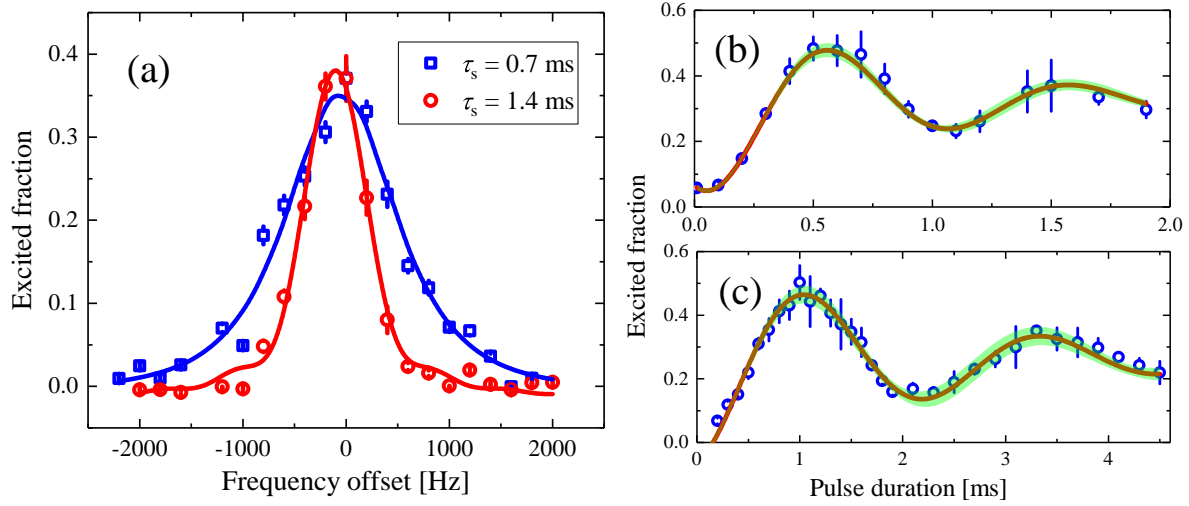 (a)
τs = 0.7 ms
τs = 1.4 ms
Excited fraction
0.4
0.3
0.2
0.1
0.0
-2000 -1000 0 1000 2000
Frequency offset [Hz]
(b)
Excited fraction
0.6
0.4
0.2
0.0
0.0 0.5 1.0 1.5 2.0
(c)
0.6
0.4
0.2
0.0
0 1 2 3 4
Pulse duration [ms]